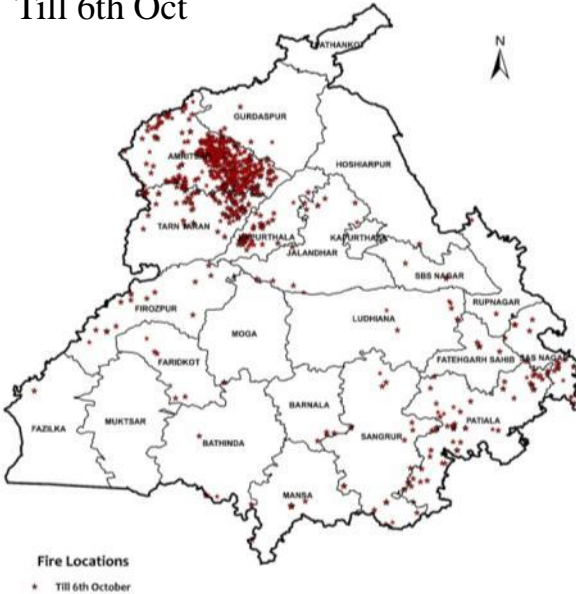 Till 6th Oct
N
PATHANKOT
GURDASPUR
AMRITSAR
HOSHIARPUR
TARN TARAN
KAPURTHALA
KAPURTHALA
JALANDHAR
SBS NAGAR
RUPNAGAR
FIROZPUR
LUDHIANA
MOGA
FATEHGARH SAHIB
SAS NAGAR
FARIDKOT
BARNALA
FAZILKA
MUKTSAR
PATIALA
SANGRUR
BATHINDA
MANSA
Fire Locations
Till 6th October